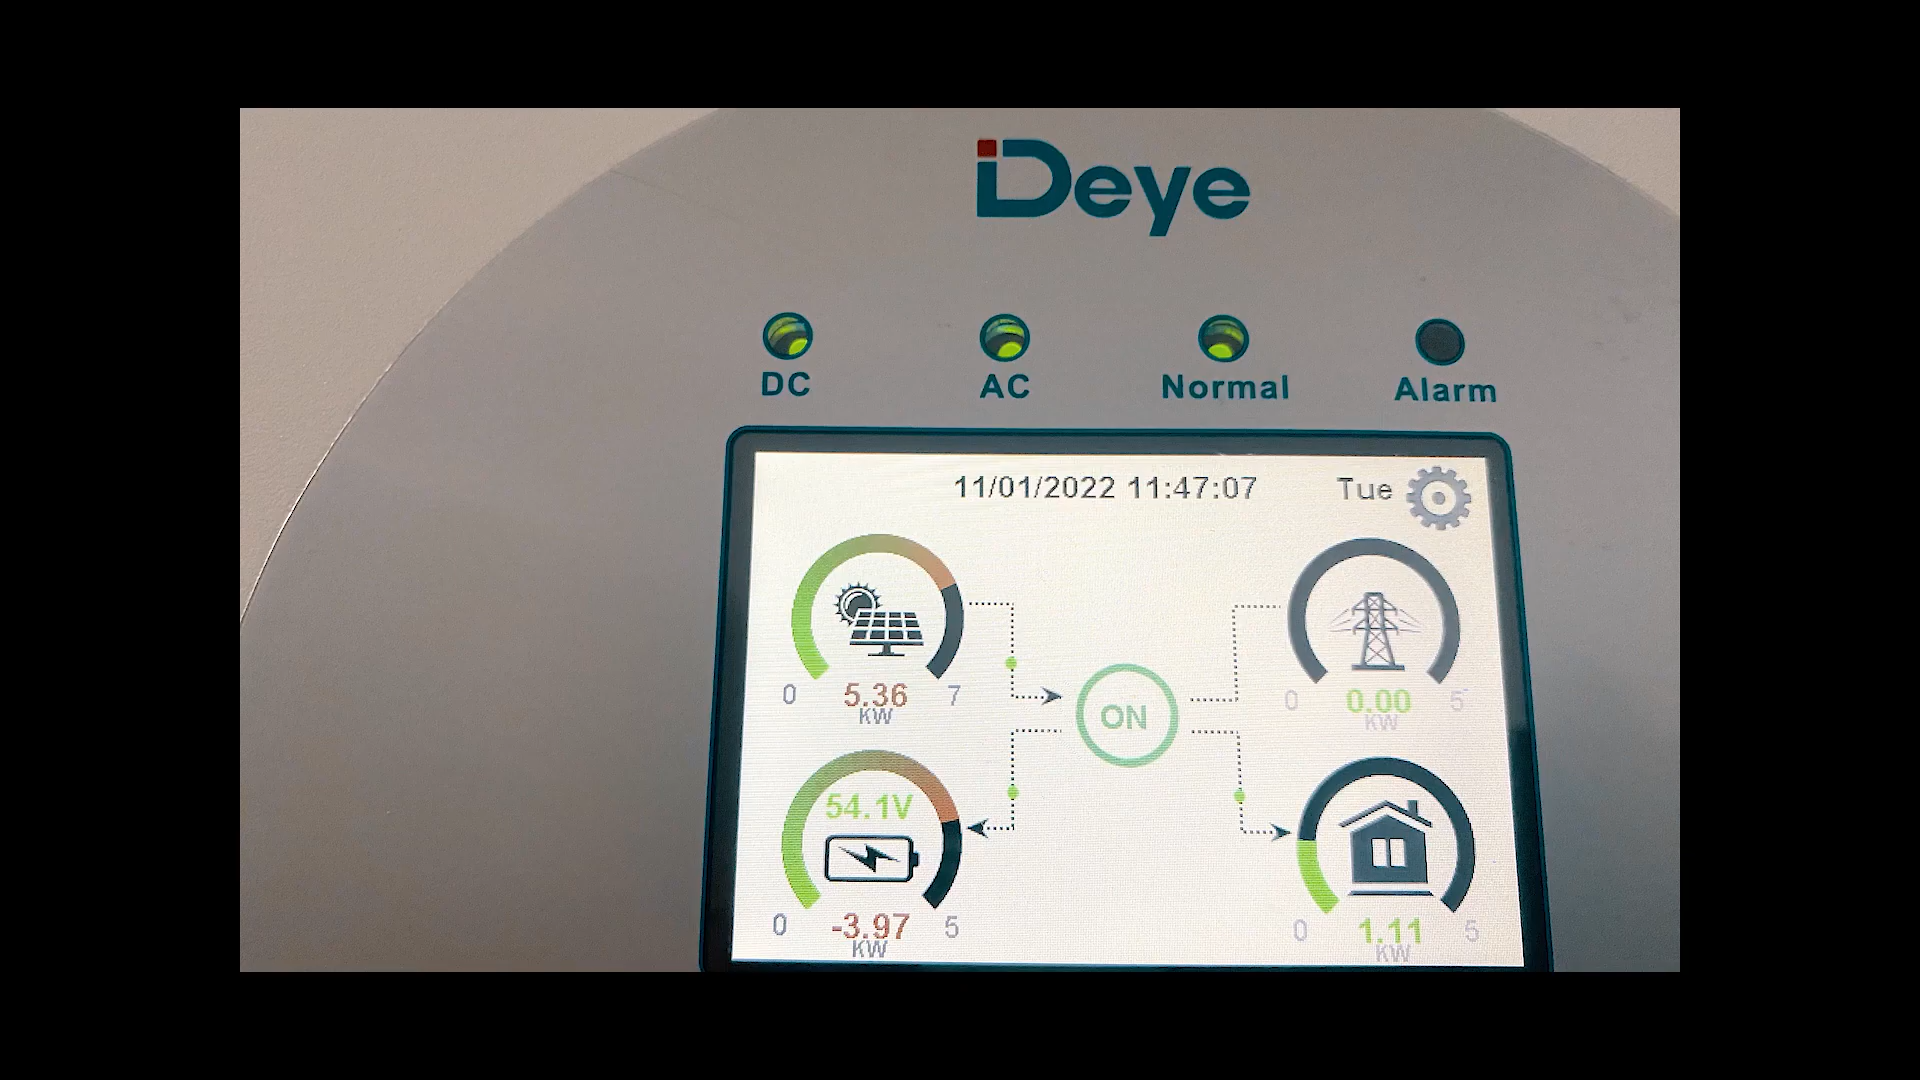 Deye
DC AC Normal Alarm
11/01/2022 11:47:07 Tue
0 5.36 7
KW
0 0.00 5
KW
ON
54.1V
0 -3.97 5
KW
0 1.11 5
KW